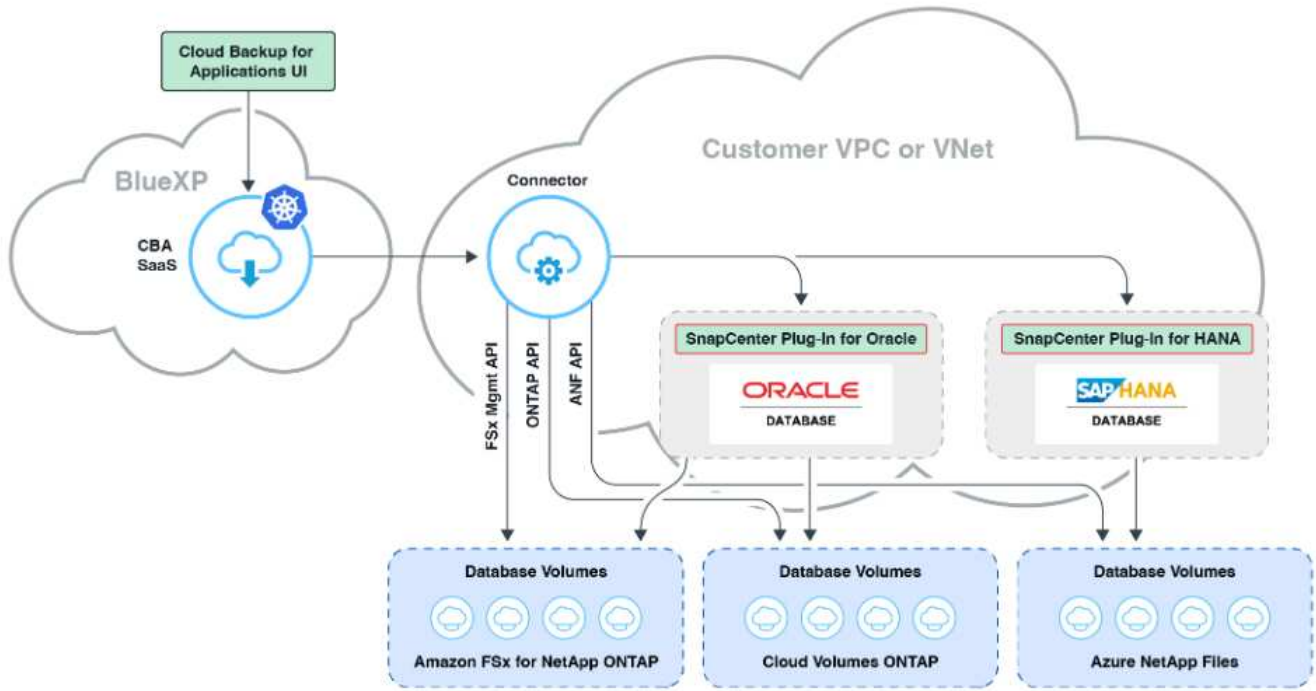 Cloud Backup for
Applications UI
BlueXP
Customer VPC or VNet
Connector
CBA
SaaS
FSx Mgmt API
ONTAP API
ANF API
SnapCenter Plug-In for Oracle
ORACLE
DATABASE
SnapCenter Plug-In for HANA
SAP HANA
DATABASE
Database Volumes
Amazon FSx for NetApp ONTAP
Database Volumes
Cloud Volumes ONTAP
Database Volumes
Azure NetApp Files